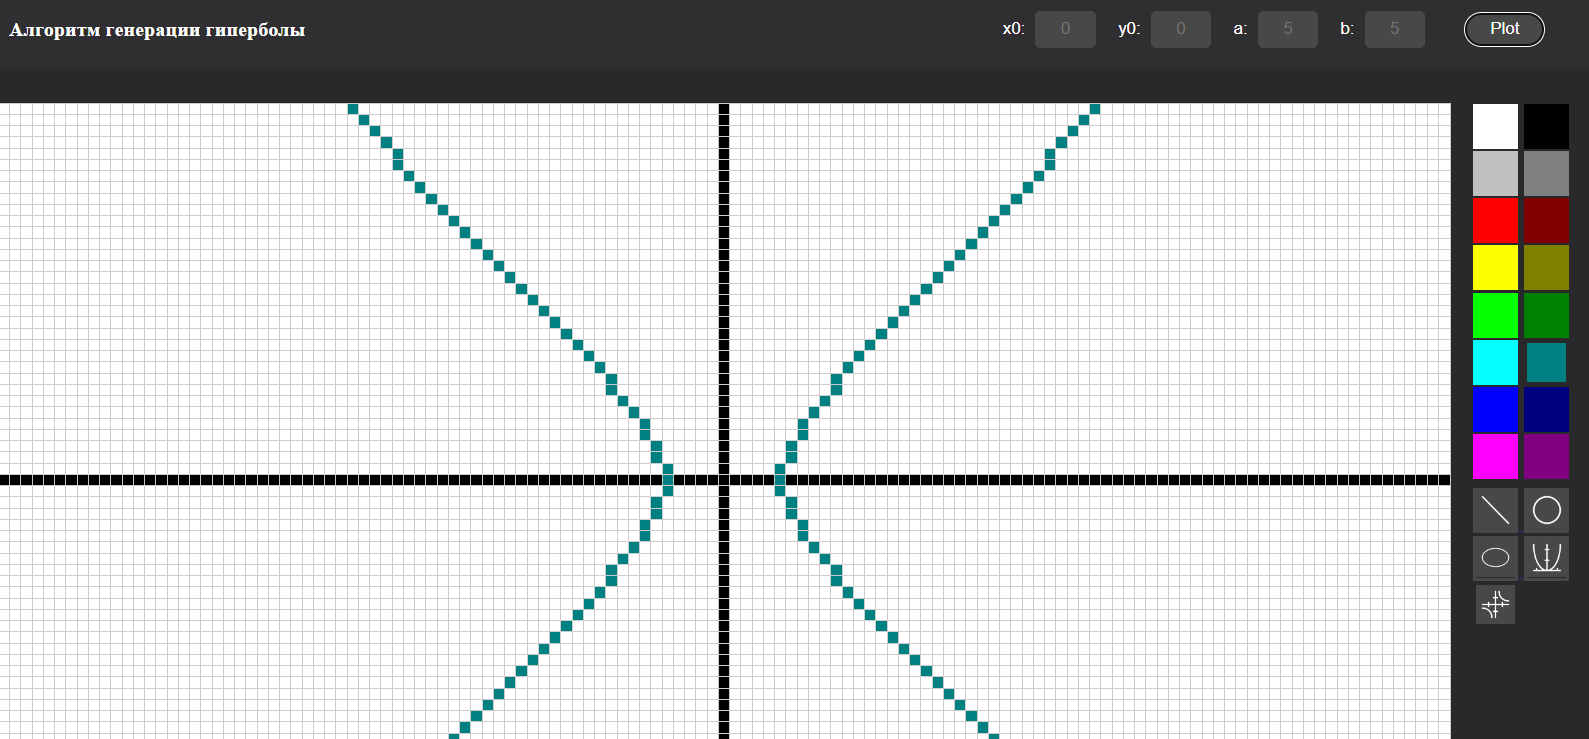 Алгоритм генерации гиперболы
x0: 0 y0: 0 a: 5 b: 5 Plot